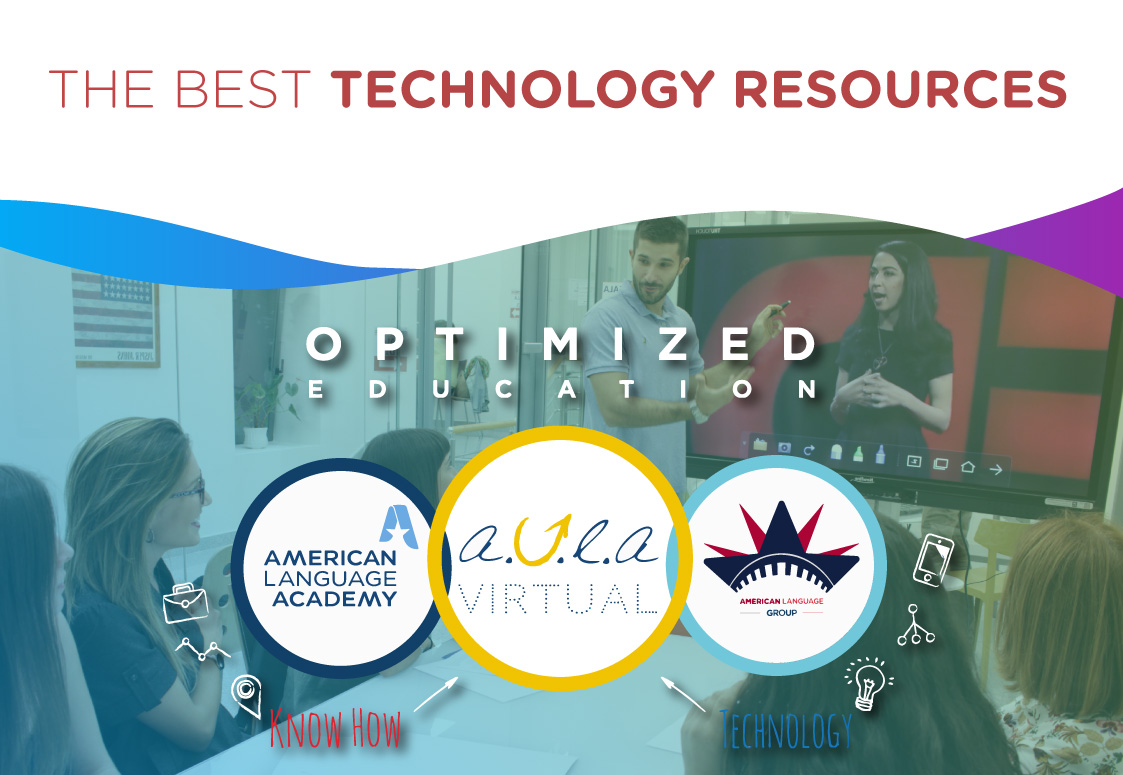 THE BEST TECHNOLOGY RESOURCES
OPTIMIZED
EDUCATION
AMERICAN
LANGUAGE
ACADEMY
a.U.l.a
VIRTUAL
AMERICAN LANGUAGE
GROUP
KNOW HOW
TECHNOLOGY